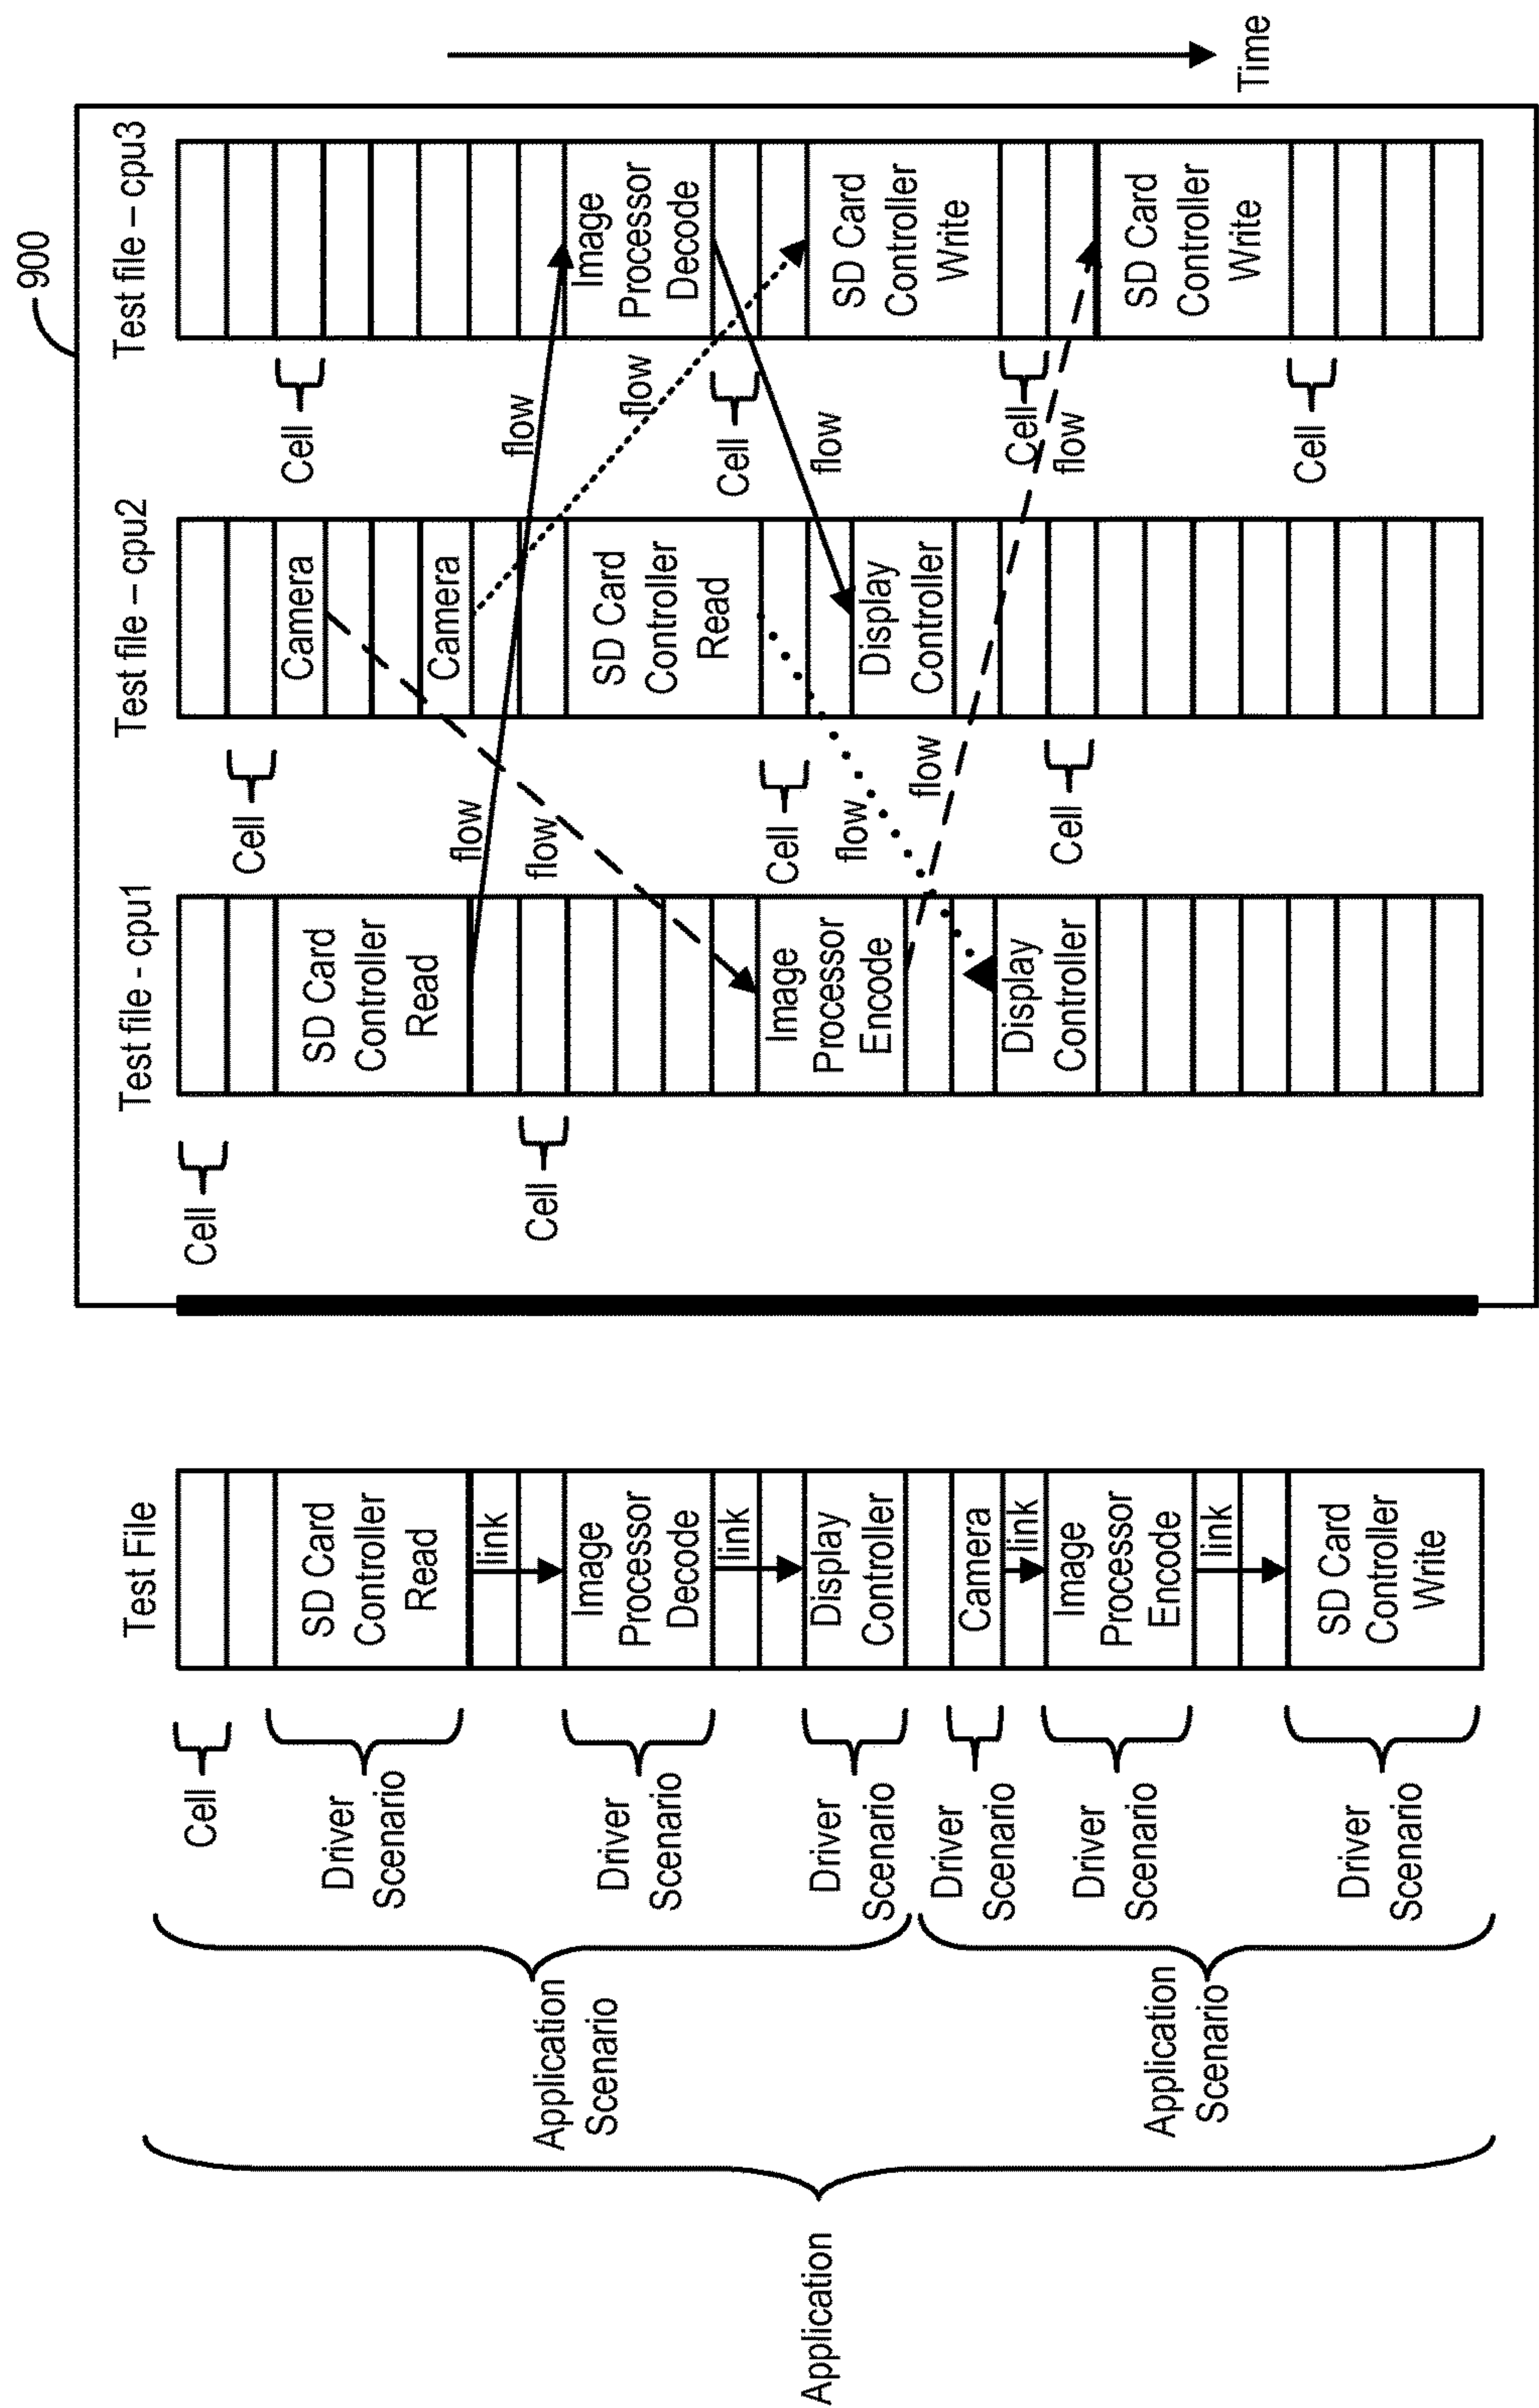 900
Test File
Test file - cpu1
Test file – cpu2
Test file – cpu3
Application
Application
Scenario
Application
Scenario
Cell
Driver
Scenario
Driver
Scenario
Driver
Scenario
Driver
Scenario
Driver
Scenario
Driver
Scenario
SD Card
Controller
Read
link
Image
Processor
Decode
link
Display
Controller
Camera
link
Image
Processor
Encode
link
SD Card
Controller
Write
Cell
Cell
SD Card
Controller
Read
Image
Processor
Encode
Display
Controller
Cell
flow
flow
Cell
flow
flow
Cell
Camera
Camera
SD Card
Controller
Read
Display
Controller
Cell
flow
flow
Cell
flow
Cell
flow
Cell
Image
Processor
Decode
SD Card
Controller
Write
SD Card
Controller
Write
Time